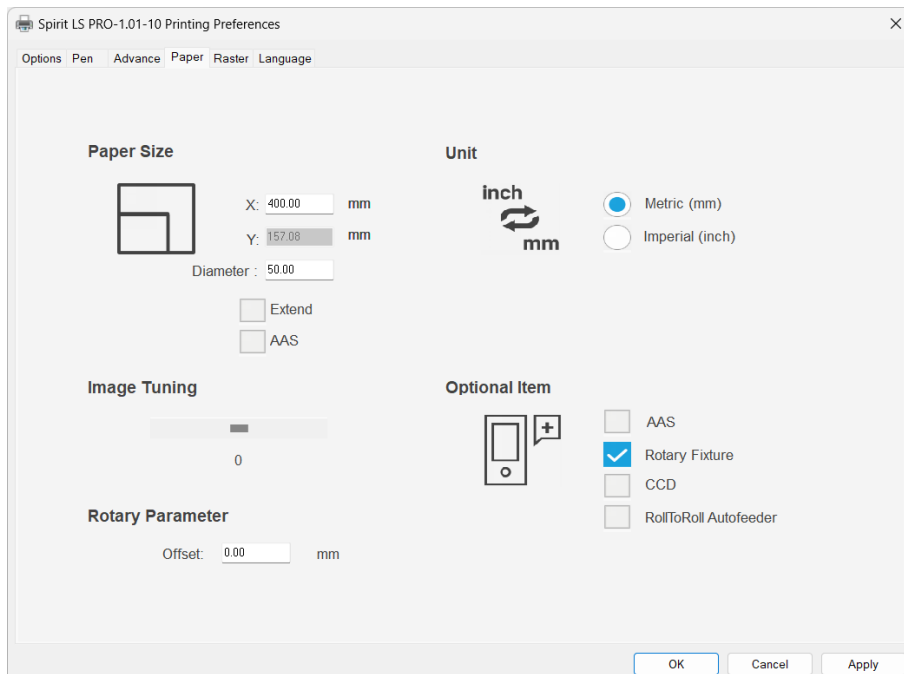 Spirit LS PRO-1.01-10 Printing Preferences
Options Pen Advance Paper Raster Language
Paper Size
X: 400.00 mm
Y: 157.08 mm
Diameter : 50.00
Extend
AAS
Unit
inch
mm
Metric (mm)
Imperial (inch)
Image Tuning
0
Optional Item
AAS
Rotary Fixture
CCD
RollToRoll Autofeeder
Rotary Parameter
Offset: 0.00 mm
OK Cancel Apply